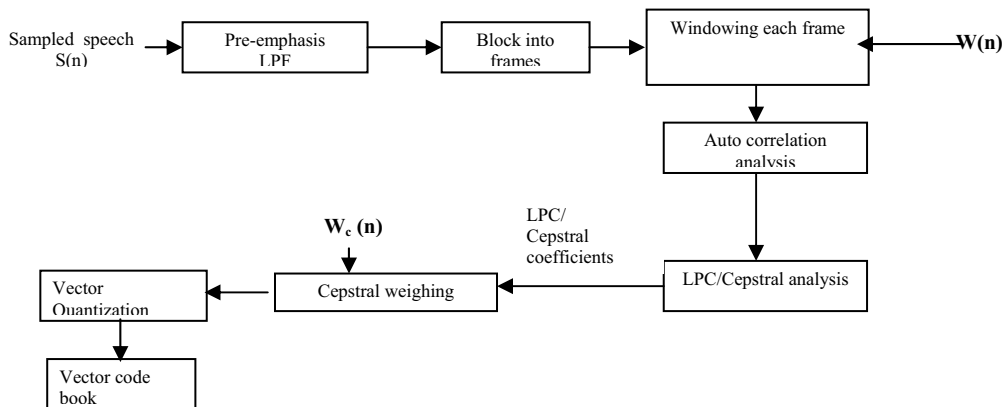 Sampled speech
S(n)
Pre-emphasis
LPF
Block into
frames
Windowing each frame
W(n)
Auto correlation
analysis
LPC/
Cepstral
coefficients
LPC/Cepstral analysis
Wc (n)
Cepstral weighing
Vector
Quantization
Vector code
book